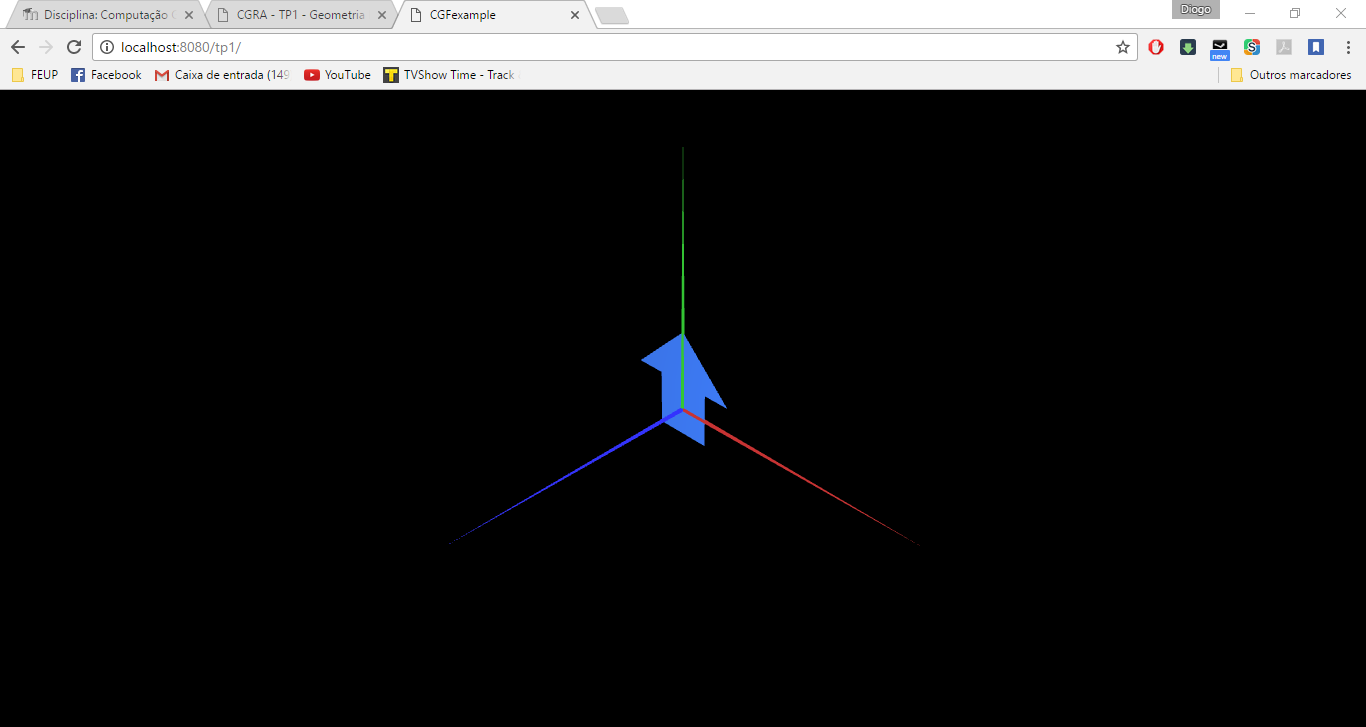 Disciplina: Computação
CGRA - TP1 - Geometria
CGFexample
Diogo
localhost:8080/tp1/
new
S
FEUP
Facebook
Caixa de entrada (149
YouTube
TVShow Time - Track
Outros marcadores